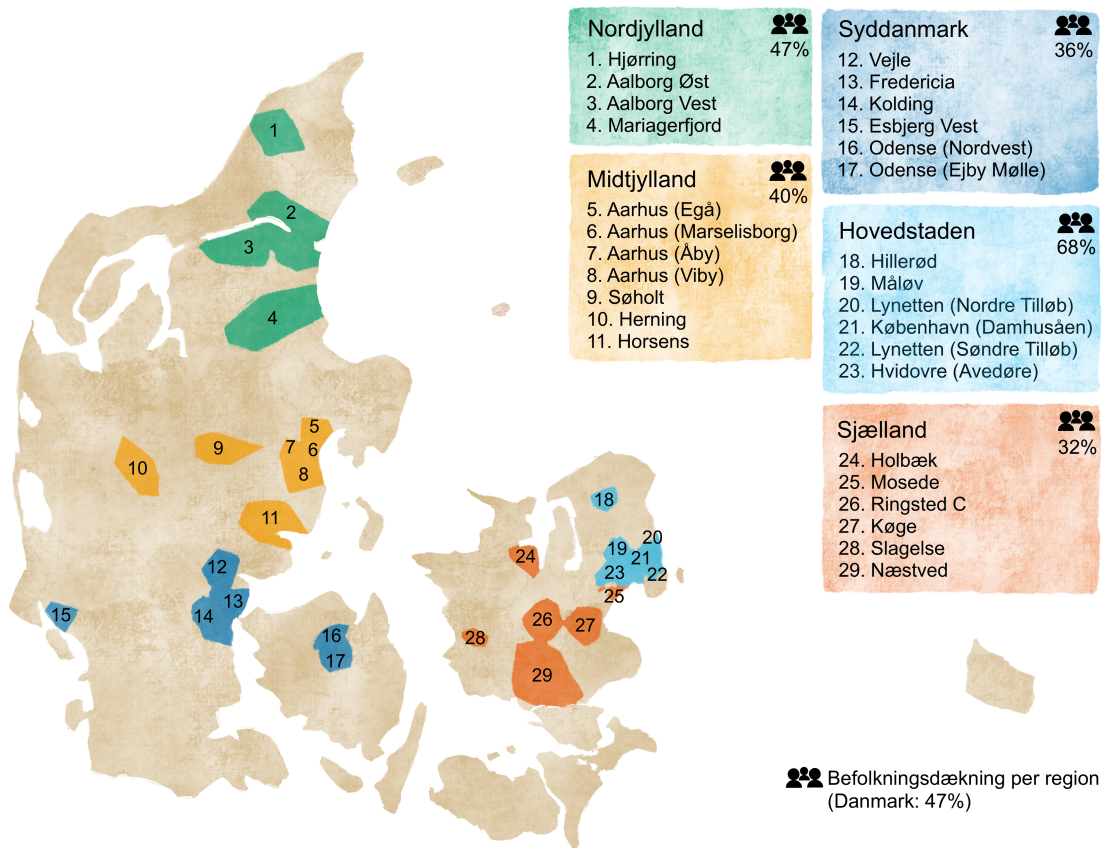 Nordjylland
47%
1. Hjørring
2. Aalborg Øst
3. Aalborg Vest
4. Mariagerfjord
Midtjylland
40%
5. Aarhus (Egå)
6. Aarhus (Marselisborg)
7. Aarhus (Åby)
8. Aarhus (Viby)
9. Søholt
10. Herning
11. Horsens
Syddanmark
36%
12. Vejle
13. Fredericia
14. Kolding
15. Esbjerg Vest
16. Odense (Nordvest)
17. Odense (Ejby Mølle)
Hovedstaden
68%
18. Hillerød
19. Måløv
20. Lynetten (Nordre Tilløb)
21. København (Damhusåen)
22. Lynetten (Søndre Tilløb)
23. Hvidovre (Avedøre)
Sjælland
32%
24. Holbæk
25. Mosede
26. Ringsted C
27. Køge
28. Slagelse
29. Næstved
1
2
3
4
5
7
6
9
8
10
11
12
13
14
15
16
17
18
20
19
21
24
23
22
25
26
27
28
29
Befolkningsdækning per region
(Danmark: 47%)